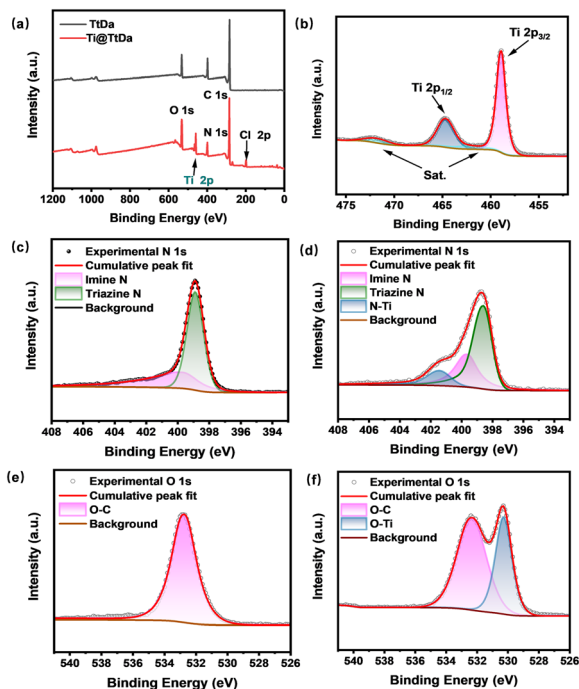 (a)
TtDa
Ti@TtDa
C 1s
O 1s
N 1s
Cl 2p
Ti 2p
Intensity (a.u.)
1200 1000 800 600 400 200 0
Binding Energy (eV)
(b)
Ti 2p3/2
Ti 2p1/2
Sat.
Intensity (a.u.)
475 470 465 460 455
Binding Energy (eV)
(c)
Experimental N 1s
Cumulative peak fit
Imine N
Triazine N
Background
Intensity (a.u.)
408 406 404 402 400 398 396 394
Binding Energy (eV)
(d)
Experimental N 1s
Cumulative peak fit
Imine N
Triazine N
N-Ti
Background
Intensity (a.u.)
408 406 404 402 400 398 396 394
Binding Energy (eV)
(e)
Experimental O 1s
Cumulative peak fit
O-C
Background
Intensity (a.u.)
540 538 536 534 532 530 528 526
Binding Energy (eV)
(f)
Experimental O 1s
Cumulative peak fit
O-C
O-Ti
Background
Intensity (a.u.)
540 538 536 534 532 530 528 526
Binding Energy (eV)